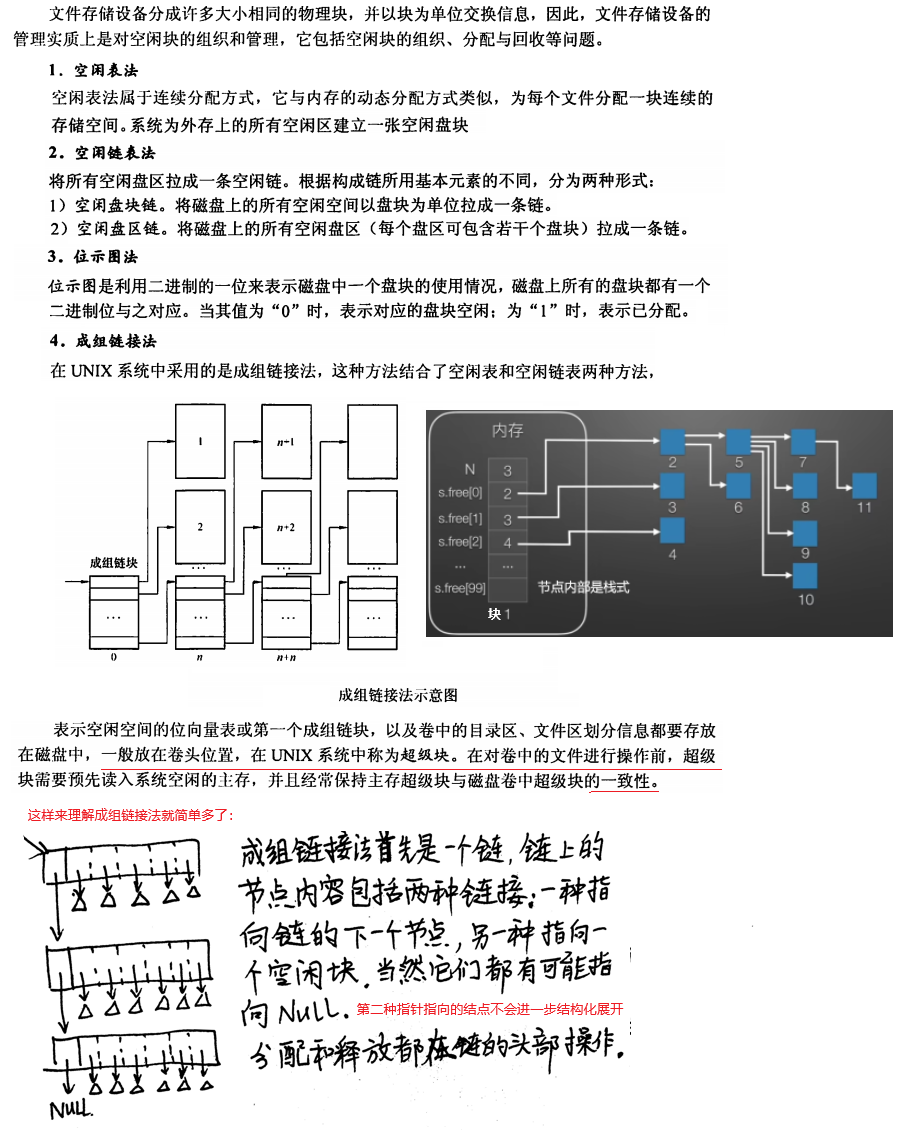 文件存储设备分成许多大小相同的物理块，并以块为单位交换信息，因此，文件存储设备的
管理实质上是对空闲块的组织和管理，它包括空闲块的组织、分配与回收等问题。
1．空闲表法
空闲表法属于连续分配方式，它与内存的动态分配方式类似，为每个文件分配一块连续的
存储空间。系统为外存上的所有空闲区建立一张空闲盘块
2．空闲链表法
将所有空闲盘区拉成一条空闲链。根据构成链所用基本元素的不同，分为两种形式：
1）空闲盘块链。将磁盘上的所有空闲空间以盘块为单位拉成一条链。
2）空闲盘区链。将磁盘上的所有空闲盘区（每个盘区可包含若干个盘块）拉成一条链。
3．位示图法
位示图是利用二进制的一位来表示磁盘中一个盘块的使用情况，磁盘上所有的盘块都有一个
二进制位与之对应。当其值为“0”时，表示对应的盘块空闲；为“1”时，表示已分配。
4．成组链接法
在 UNIX 系统中采用的是成组链接法，这种方法结合了空闲表和空闲链表两种方法，
1
n+1
2
n+2
…
…
成组链块
…
…
…
…
0
n
n+n
内存
N 3
s.free[0] 2
s.free[1] 3
s.free[2] 4
… …
s.free[99]
块 1
节点内部是栈式
2 5 7
3 6 8 11
4 9
10
成组链接法示意图
表示空闲空间的位向量表或第一个成组链块，以及卷中的目录区、文件区划分信息都要存放
在磁盘中，一般放在卷头位置，在 UNIX 系统中称为超级块。在对卷中的文件进行操作前，超级
块需要预先读入系统空闲的主存，并且经常保持主存超级块与磁盘卷中超级块的一致性。
这样来理解成组链接法就简单多了：
成组链接法首先是一个链，链上的
节点内容包括两种链接：一种指
向链的下一个节点，另一种指向一
个空闲块．当然它们都有可能指
向NULL．
第二种指针指向的结点不会进一步结构化展开
分配和释放都在链的头部操作．
NULL.